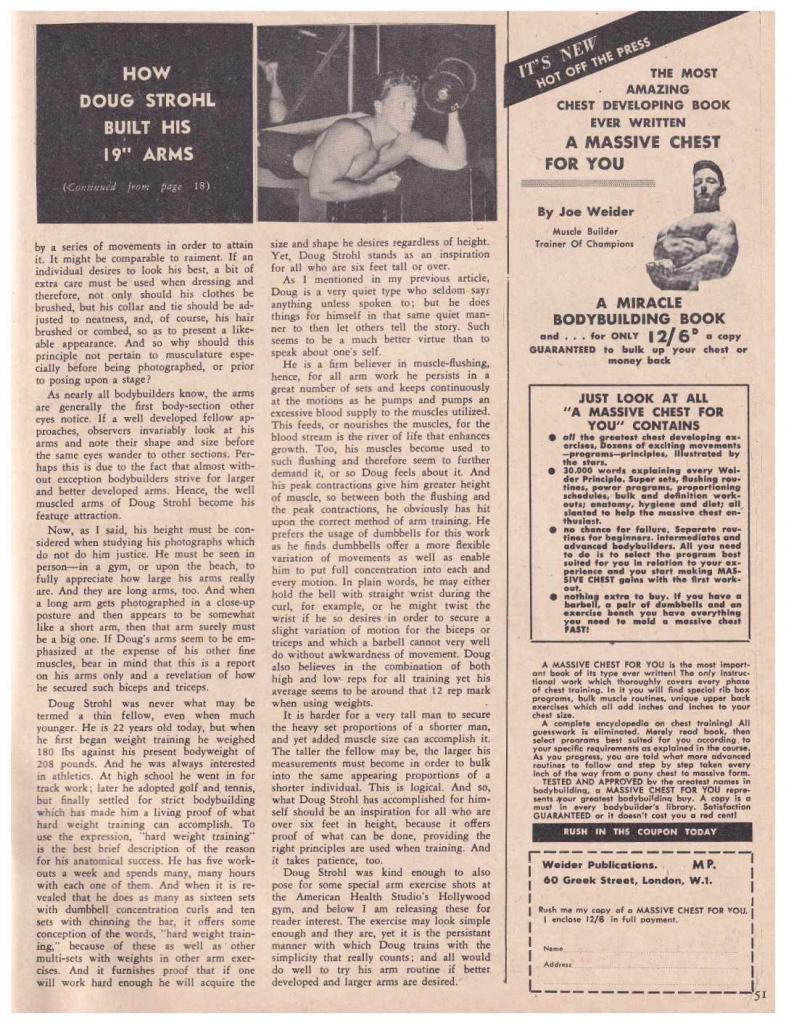 HOW
DOUG STROHL
BUILT HIS
19" ARMS
(Continued from page 18)
by a series of movements in order to attain
it. It might be comparable to raiment. If an
individual desires to look his best, a bit of
extra care must be used when dressing and
therefore, not only should his clothes be
brushed, but his collar and tie should be ad-
justed to neatness, and, of course, his hair
brushed or combed, so as to present a like-
able appearance. And so why should this
principle not pertain to musculature espe-
cially before being photographed, or prior
to posing upon a stage?
As nearly all bodybuilders know, the arms
are generally the first body-section other
eyes notice. If a well developed fellow ap-
proaches, observers invariably look at his
arms and note their shape and size before
the same eyes wander to other sections. Per-
haps this is due to the fact that almost with-
out exception bodybuilders strive for larger
and better developed arms. Hence, the well
muscled arms of Doug Strohl become his
feature attraction.
Now, as I said, his height must be con-
sidered when studying his photographs which
do not do him justice. He must be seen in
person—in a gym, or upon the beach, to
fully appreciate how large his arms really
are. And they are long arms, too. And when
a long arm gets photographed in a close-up
posture and then appears to be somewhat
like a short arm, then that arm surely must
be a big one. If Doug's arms seem to be em-
phasized at the expense of his other fine
muscles, bear in mind that this is a report
on his arms only and a revelation of how
he secured such biceps and triceps.
Doug Strohl was never what may be
termed a thin fellow, even when much
younger. He is 22 years old today, but when
he first began weight training he weighed
180 lbs against his present bodyweight of
208 pounds. And he was always interested
in athletics. At high school he went in for
track work; later he adopted golf and tennis,
but finally settled for strict bodybuilding
which has made him a living proof of what
hard weight training can accomplish. To
use the expression, "hard weight training"
is the best brief description of the reason
for his anatomical success. He has five work-
outs a week and spends many, many hours
with each one of them. And when it is re-
vealed that he does as many as sixteen sets
with dumbbell concentration curls and ten
sets with chinning the bar, it offers some
conception of the words, "hard weight train-
ing," because of these as well as other
multi-sets with weights in other arm exer-
cises. And it furnishes proof that if one
will work hard enough he will acquire the
size and shape he desires regardless of height.
Yet, Doug Strohl stands as an inspiration
for all who are six feet tall or over.
As I mentioned in my previous article,
Doug is a very quiet type who seldom says
anything unless spoken to; but he does
things for himself in that same quiet man-
ner to then let others tell the story. Such
seems to be a much better virtue than to
speak about one's self.
He is a firm believer in muscle-flushing,
hence, for all arm work he persists in a
great number of sets and keeps continuously
at the motions as he pumps and pumps an
excessive blood supply to the muscles utilized.
This feeds, or nourishes the muscles, for the
blood stream is the river of life that enhances
growth. Too, his muscles become used to
such flushing and therefore seem to further
demand it, or so Doug feels about it. And
his peak contractions give him greater height
of muscle, so between both the flushing and
the peak contractions, he obviously has hit
upon the correct method of arm training. He
prefers the usage of dumbbells for this work
as he finds dumbbells offer a more flexible
variation of movements as well as enable
him to put full concentration into each and
every motion. In plain words, he may either
hold the bell with straight wrist during the
curl, for example, or he might twist the
wrist if he so desires in order to secure a
slight variation of motion for the biceps or
triceps and which a barbell cannot very well
do without awkwardness of movement. Doug
also believes in the combination of both
high and low reps for all training yet his
average seems to be around that 12 rep mark
when using weights.
It is harder for a very tall man to secure
the heavy set proportions of a shorter man,
and yet added muscle size can accomplish it.
The taller the fellow may be, the larger his
measurements must become in order to bulk
into the same appearing proportions of a
shorter individual. This is logical. And so,
what Doug Strohl has accomplished for him-
self should be an inspiration for all who are
over six feet in height, because it offers
proof of what can be done, providing the
right principles are used when training. And
it takes patience, too.
Doug Strohl was kind enough to also
pose for some special arm exercise shots at
the American Health Studio's Hollywood
gym, and below I am releasing these for
reader interest. The exercise may look simple
enough and they are, yet it is the persistant
manner with which Doug trains with the
simplicity that really counts; and all would
do well to try his arm routine if better
developed and larger arms are desired.
IT'S NEW
HOT OFF THE PRESS
THE MOST
AMAZING
CHEST DEVELOPING BOOK
EVER WRITTEN
A MASSIVE CHEST
FOR YOU
By Joe Weider
Muscle Builder
Trainer Of Champions
A MIRACLE
BODYBUILDING BOOK
and . . . for ONLY 12/6D a copy
GUARANTEED to bulk up your chest or
money back
JUST LOOK AT ALL
"A MASSIVE CHEST FOR
YOU" CONTAINS
● all the greatest chest developing ex-
ercises, Dozens of exciting movements
—programs—principles, illustrated by
the stars.
● 30.000 words explaining every Wei-
der Principle. Super sets, flushing rou-
tines, power programs, proportioning
schedules, bulk and definition work-
outs; anatomy, hygiene and diet; all
slanted to help the massive chest en-
thusiast.
● no chance for failure. Separate rou-
tines for beginners. intermediates and
advanced bodybuilders. All you need
do is to select the program best
suited for you in relation to your ex-
perience and you start making MAS-
SIVE CHEST gains with the first work-
out.
● nothing extra to buy. If you have a
barbell, a pair of dumbbells and an
exercise bench you have everything
you need to mold a massive chest
FAST!
A MASSIVE CHEST FOR YOU is the most import-
ant book of its type ever written! The only instruc-
tional work which thoroughly covers every phase
of chest training. In it you will find special rib box
programs, bulk muscle routines, unique upper back
exercises which all add inches and inches to your
chest size.
A complete encyclopedia on chest training! All
guesswork is eliminated. Merely read book, then
select programs best suited for you according to
your specific requirements as explained in the course.
As you progress, you are told what more advanced
routines to follow and step by step taken every
inch of the way from a puny chest to massive form.
TESTED AND APPROVED by the greatest names in
bodybuilding, a MASSIVE CHEST FOR YOU repre-
sents your greatest bodybuilding buy. A copy is a
must in every bodybuilder's library. Satisfaction
GUARANTEED or it doesn't cost you a red cent!
RUSH IN THS COUPON TODAY
Weider Publications. M P.
60 Greek Street, London, W.1.
Rush me my copy of a MASSIVE CHEST FOR YOU,
I enclose 12/6 in full payment.
Name
Address
51